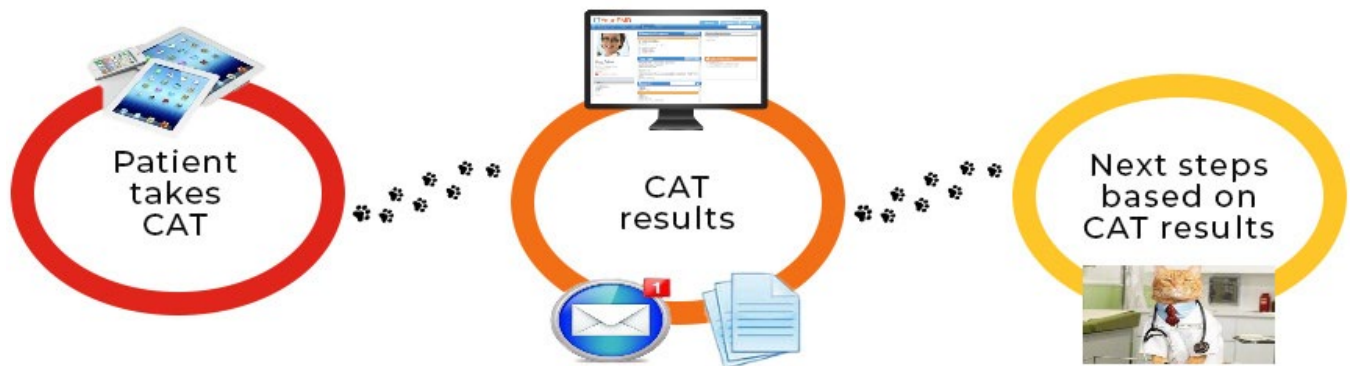 Patient
takes
CAT
CAT
results
1
Next steps
based on
CAT results